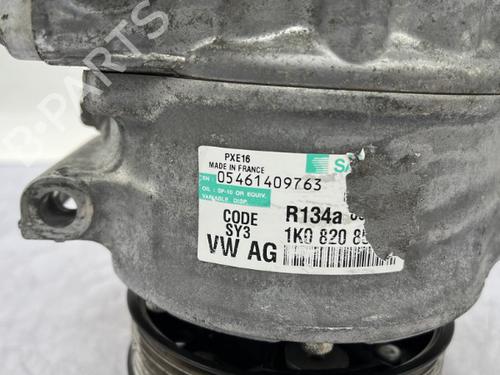 PXE16
MADE IN FRANCE
SN 05461409763
OIL : SP-10 OR EQUIV.
VARIABLE DISP.
CODE R134a
SY3 1K0 820 8
VW AG
B-PARTS